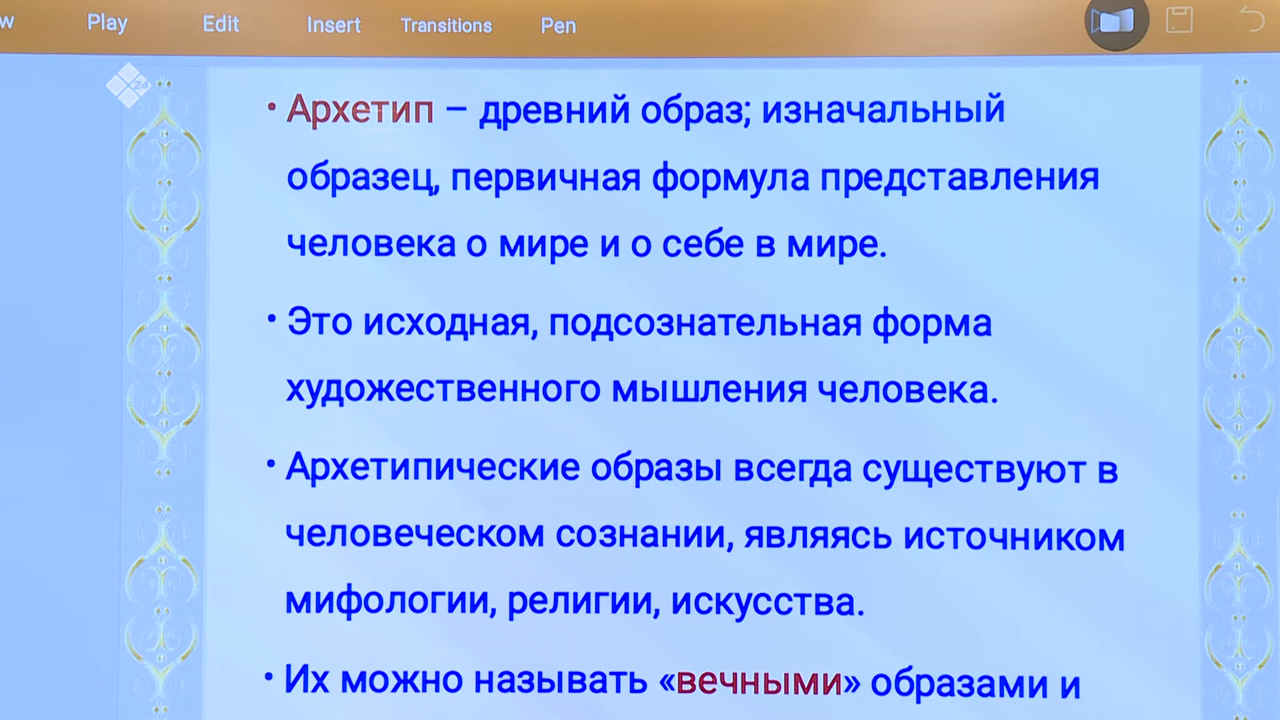 Play Edit Insert Transitions Pen
• Архетип – древний образ; изначальный
образец, первичная формула представления
человека о мире и о себе в мире.
• Это исходная, подсознательная форма
художественного мышления человека.
• Архетипические образы всегда существуют в
человеческом сознании, являясь источником
мифологии, религии, искусства.
• Их можно называть «вечными» образами и